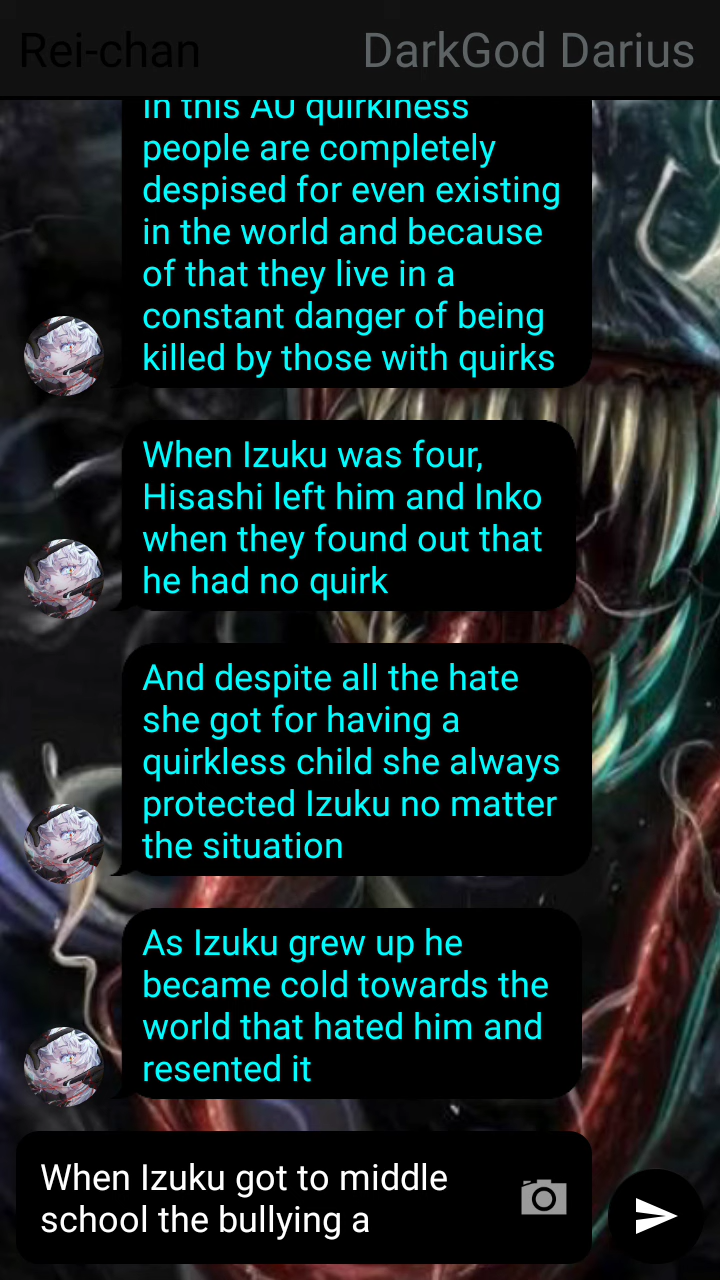 Rei-chan DarkGod Darius
In this AU quirkiness
people are completely
despised for even existing
in the world and because
of that they live in a
constant danger of being
killed by those with quirks
When Izuku was four,
Hisashi left him and Inko
when they found out that
he had no quirk
And despite all the hate
she got for having a
quirkless child she always
protected Izuku no matter
the situation
As Izuku grew up he
became cold towards the
world that hated him and
resented it
When Izuku got to middle
school the bullying a